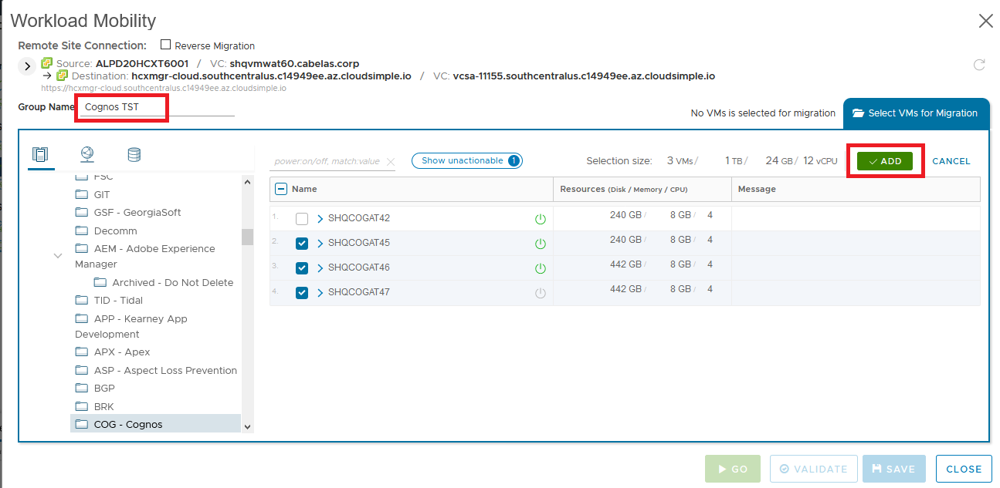 Workload Mobility
Remote Site Connection: Reverse Migration
Source: ALPD20HCXT6001 / VC: shqvmwat60.cabelas.corp
→ Destination: hcxmgr-cloud.southcentralus.c14949ee.az.cloudsimple.io / VC: vcsa-11155.southcentralus.c14949ee.az.cloudsimple.io
https://hcxmgr-cloud.southcentralus.c14949ee.az.cloudsimple.io
Group Name Cognos TST
No VMs is selected for migration Select VMs for Migration
power:on/off, match:value Show unactionable 1 Selection size: 3 VMs/ 1 TB/ 24 GB/ 12 vCPU ADD CANCEL
FSC
GIT
GSF - GeorgiaSoft
Decomm
AEM - Adobe Experience
Manager
Archived - Do Not Delete
TID - Tidal
APP - Kearney App
Development
APX - Apex
ASP - Aspect Loss Prevention
BGP
BRK
COG - Cognos
Name Resources (Disk / Memory / CPU) Message
1. SHQCOGAT42 240 GB/ 8 GB/ 4
2. SHQCOGAT45 240 GB/ 8 GB/ 4
3. SHQCOGAT46 442 GB/ 8 GB/ 4
4. SHQCOGAT47 442 GB/ 8 GB/ 4
GO VALIDATE SAVE CLOSE